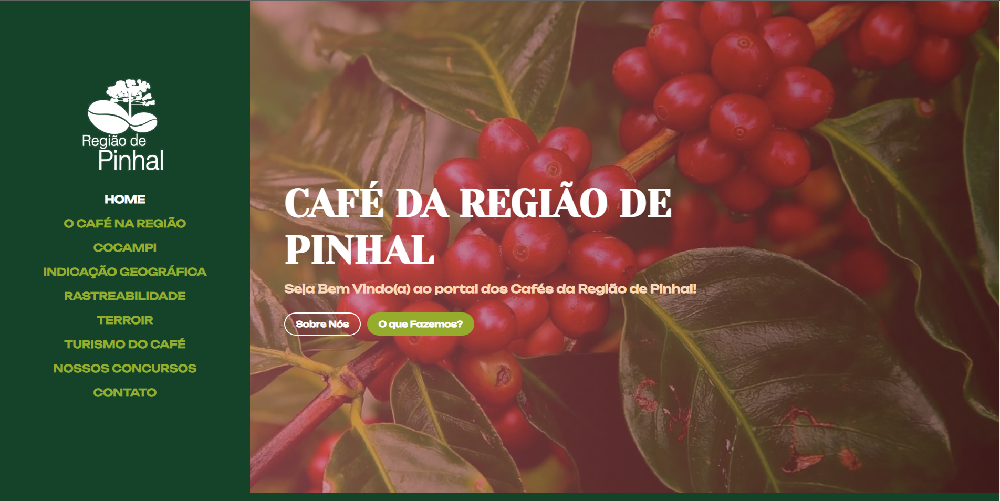 Região de
Pinhal
HOME
O CAFÉ NA REGIÃO
COCAMPI
INDICAÇÃO GEOGRÁFICA
RASTREABILIDADE
TERROIR
TURISMO DO CAFÉ
NOSSOS CONCURSOS
CONTATO
CAFÉ DA REGIÃO DE
PINHAL
Seja Bem Vindo(a) ao portal dos Cafés da Região de Pinhal!
Sobre Nós
O que Fazemos?